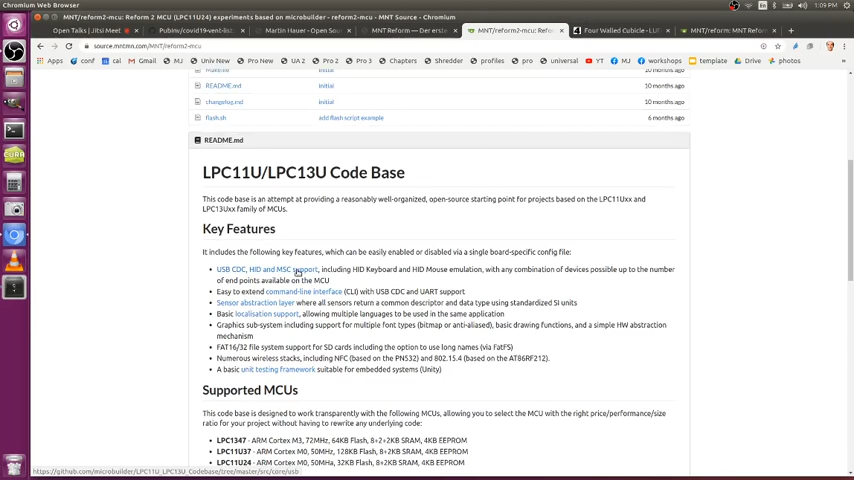 Chromium Web Browser
1:09 PM
MNT/reform2-mcu: Reform 2 MCU (LPC11U24) experiments based on microbuilder - reform2-mcu - MNT Source - Chromium
Open Talks | Jitsi Meet
PubInv/covid19-vent-list:
Martin Hauer - Source
MNT Reform — Der erste
MNT/reform2-mcu: Reform
Four Walled Cubicle - LUF
MNT/reform: MNT Reform
source.mntmn.com/MNT/reform2-mcu
Apps
conf
cal
Gmail
MJ
Univ New
Pro New
UA 2
Pro 2
Pro 3
Chapters
Shredder
profiles
pro
universal
YT
MJ
workshops
template
Drive
photos
initial
10 months ago
README.md
initial
10 months ago
changelog.md
initial
10 months ago
flash.sh
add flash script example
6 months ago
README.md
LPC11U/LPC13U Code Base
This code base is an attempt at providing a reasonably well-organized, open-source starting point for projects based on the LPC11Uxx and
LPC13Uxx family of MCUs.
Key Features
It includes the following key features, which can be easily enabled or disabled via a single board-specific config file:
USB CDC, HID and MSC support, including HID Keyboard and HID Mouse emulation, with any combination of devices possible up to the number
of end points available on the MCU
Easy to extend command-line interface (CLI) with USB CDC and UART support
Sensor abstraction layer where all sensors return a common descriptor and data type using standardized SI units
Basic localisation support, allowing multiple languages to be used in the same application
Graphics sub-system including support for multiple font types (bitmap or anti-aliased), basic drawing functions, and a simple HW abstraction
mechanism
FAT16/32 file system support for SD cards including the option to use long names (via FatFS)
Numerous wireless stacks, including NFC (based on the PN532) and 802.15.4 (based on the AT86RF212).
A basic unit testing framework suitable for embedded systems (Unity)
Supported MCUs
This code base is designed to work transparently with the following MCUs, allowing you to select the MCU with the right price/performance/size
ratio for your project without having to rewrite any underlying code:
LPC1347 - ARM Cortex M3, 72MHz, 64KB Flash, 8+2+2KB SRAM, 4KB EEPROM
LPC11U37 - ARM Cortex M0, 50MHz, 128KB Flash, 8+2KB SRAM, 4KB EEPROM
LPC11U24 - ARM Cortex M0, 50MHz, 32KB Flash, 8+2KB SRAM, 4KB EEPROM
https://github.com/microbuilder/LPC11U_LPC13U_Codebase/tree/master/src/core/usb